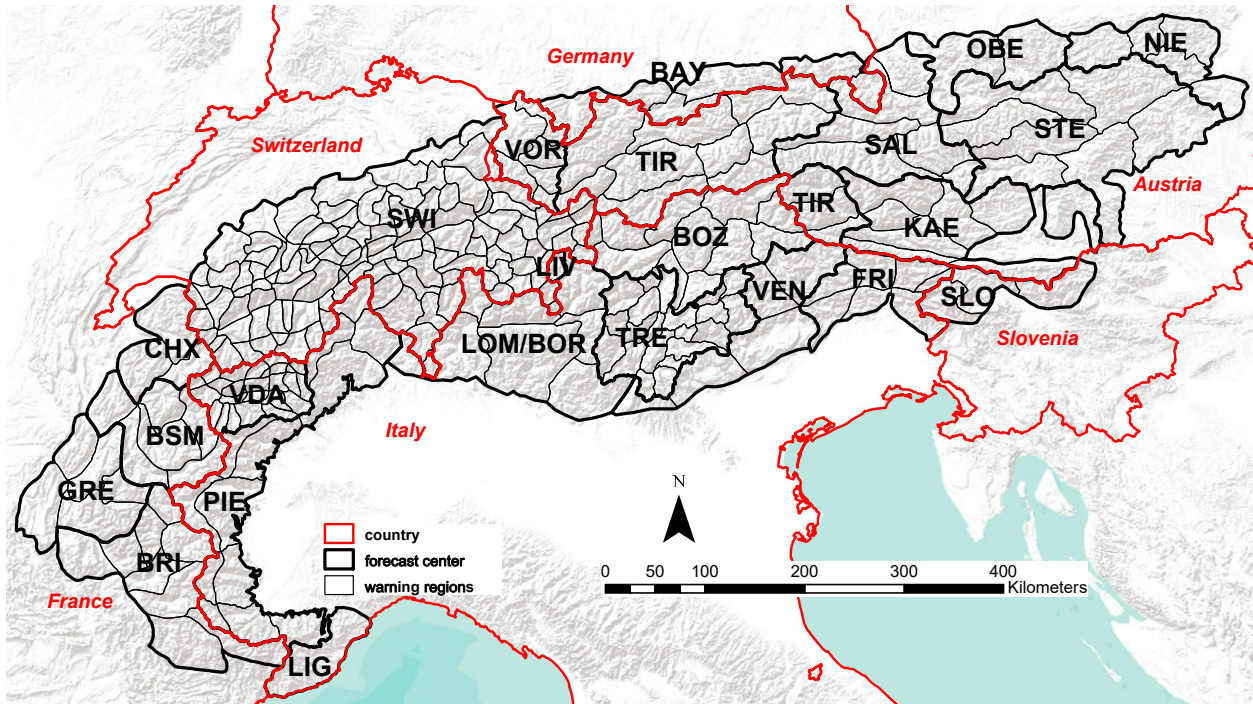 OBE
NIE
Germany
BAY
STE
Switzerland
VOR
TIR
SAL
Austria
SWI
TIR
KAE
BOZ
LIV
VEN
FRI
SLO
LOM/BOR
TRE
Slovenia
CHX
VDA
BSM
Italy
GRE
PIE
N
country
forecast center
warning regions
BRI
0 50 100 200 300 400
Kilometers
France
LIG